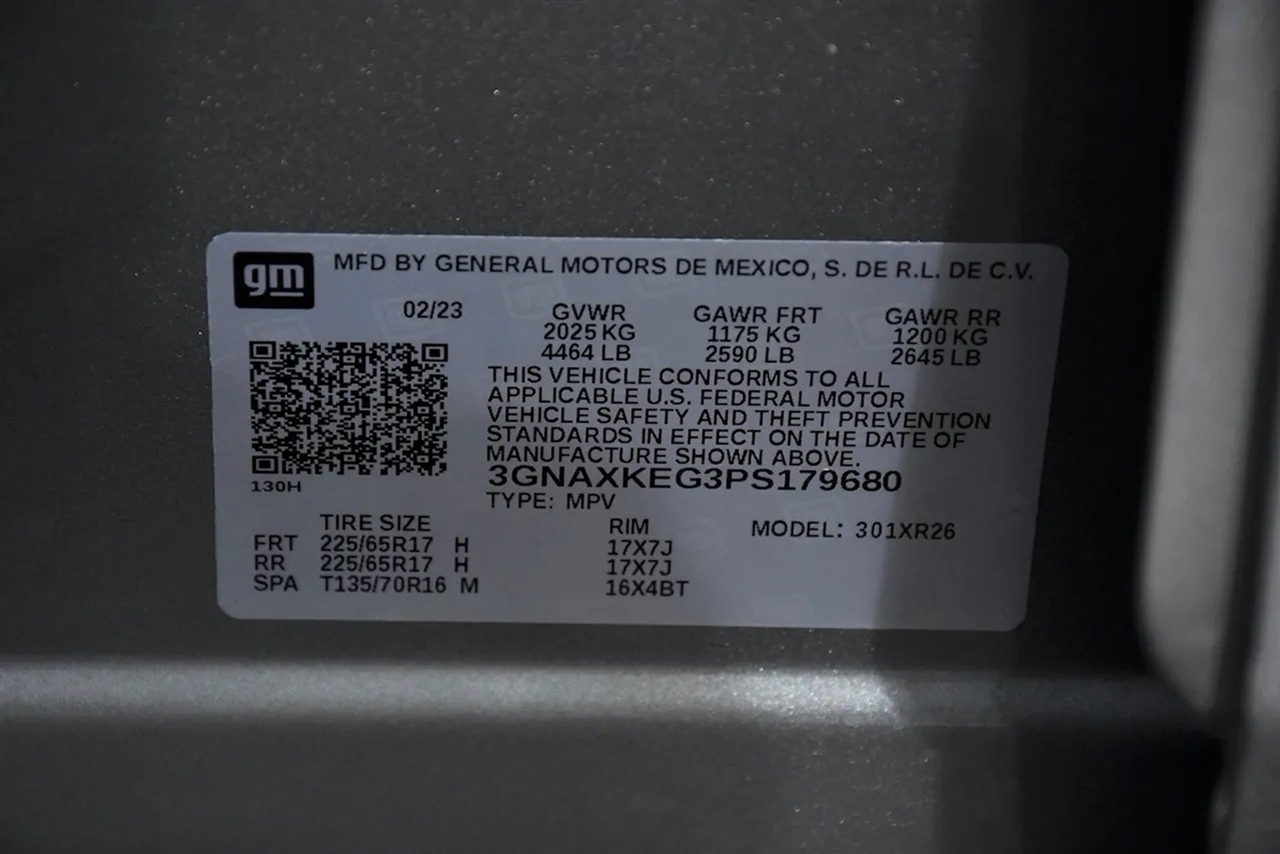 gm MFD BY GENERAL MOTORS DE MEXICO, S. DE R.L. DE C.V.
02/23 GVWR GAWR FRT GAWR RR
2025 KG 1175 KG 1200 KG
4464 LB 2590 LB 2645 LB
THIS VEHICLE CONFORMS TO ALL
APPLICABLE U.S. FEDERAL MOTOR
VEHICLE SAFETY AND THEFT PREVENTION
STANDARDS IN EFFECT ON THE DATE OF
MANUFACTURE SHOWN ABOVE.
3GNAXKEG3PS179680
130H
TYPE: MPV
TIRE SIZE RIM MODEL: 301XR26
FRT 225/65R17 H 17X7J
RR 225/65R17 H 17X7J
SPA T135/70R16 M 16X4BT